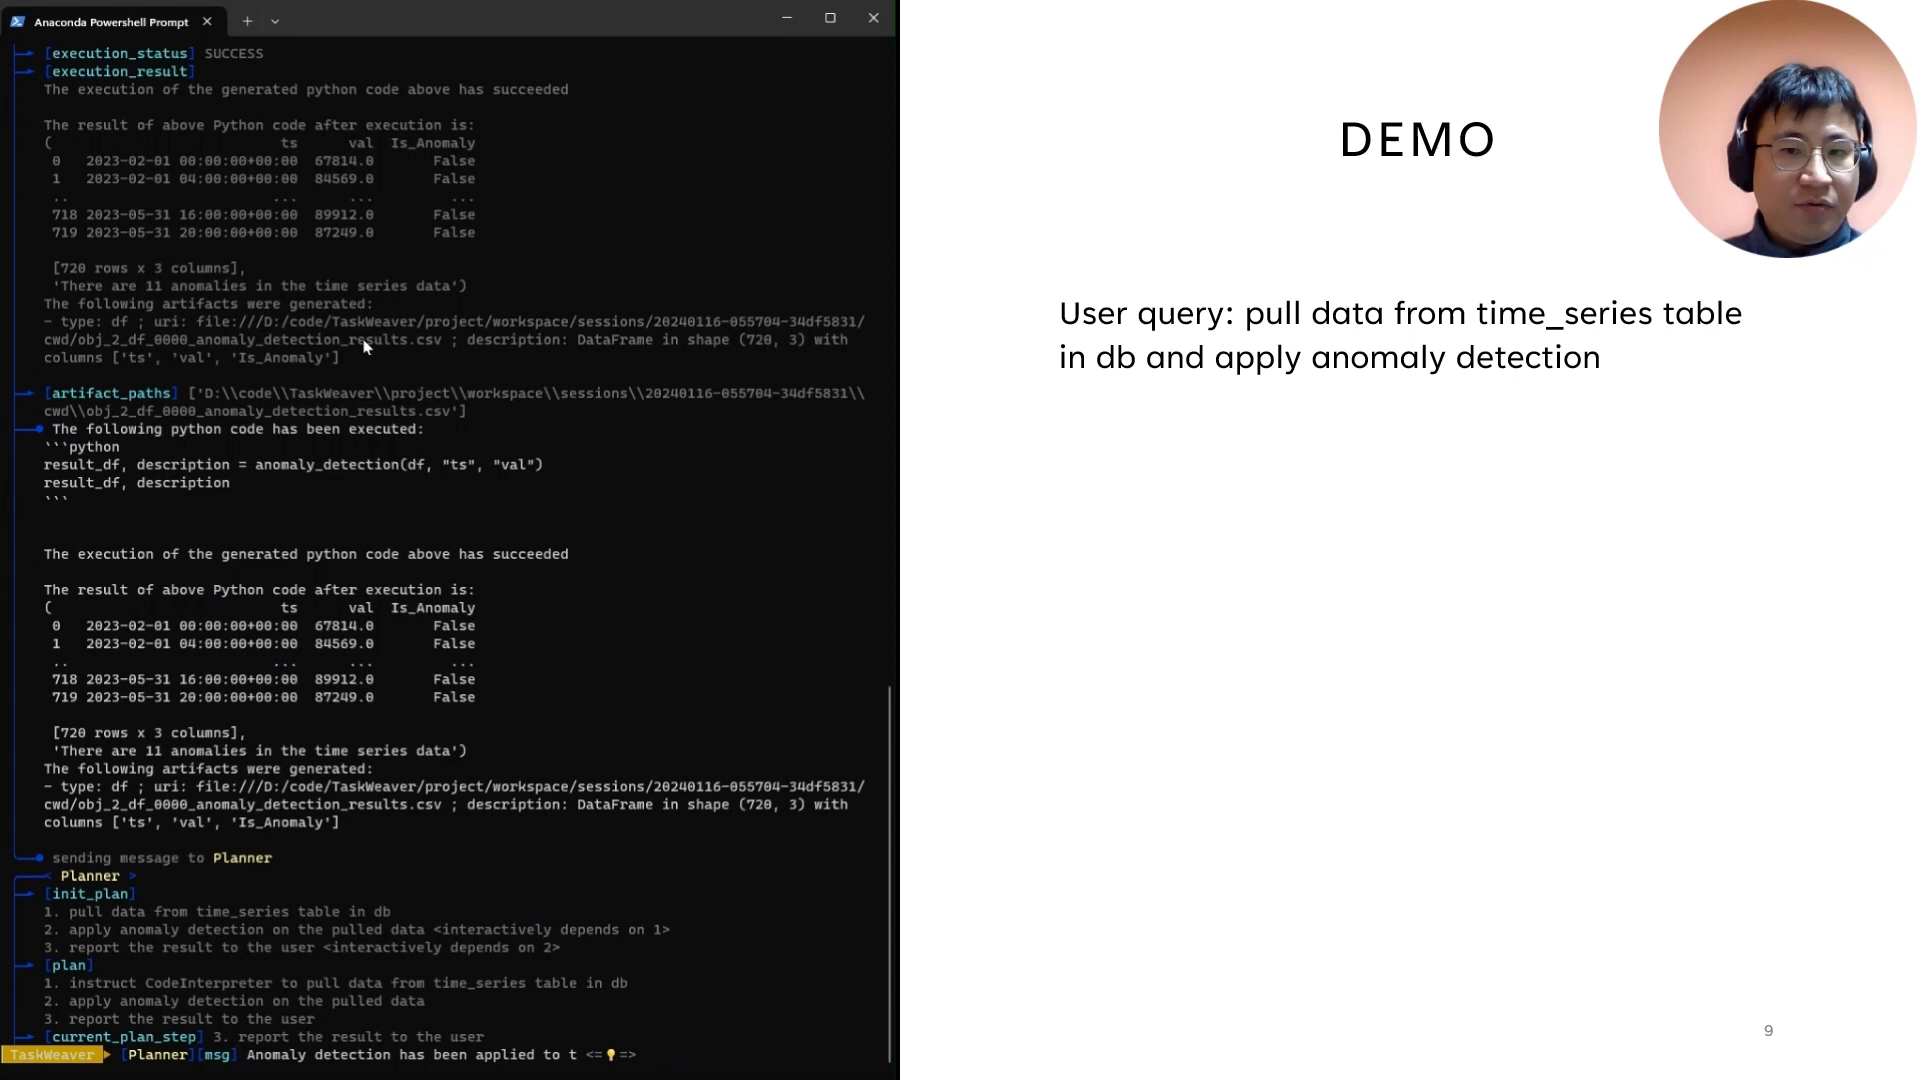 Anaconda Powershell Prompt
[execution_status] SUCCESS
[execution_result]
The execution of the generated python code above has succeeded
The result of above Python code after execution is:
( ts val Is_Anomaly
0 2023-02-01 00:00:00+00:00 67814.0 False
1 2023-02-01 04:00:00+00:00 84569.0 False
.. ... ... ...
718 2023-05-31 16:00:00+00:00 89912.0 False
719 2023-05-31 20:00:00+00:00 87249.0 False
[720 rows x 3 columns],
'There are 11 anomalies in the time series data')
The following artifacts were generated:
- type: df ; uri: file:///D:/code/TaskWeaver/project/workspace/sessions/20240116-055704-34df5831/
cwd/obj_2_df_0000_anomaly_detection_results.csv ; description: DataFrame in shape (720, 3) with
columns ['ts', 'val', 'Is_Anomaly']
[artifact_paths] ['D:\\code\\TaskWeaver\\project\\workspace\\sessions\\20240116-055704-34df5831\\
cwd\\obj_2_df_0000_anomaly_detection_results.csv']
The following python code has been executed:
```python
result_df, description = anomaly_detection(df, "ts", "val")
result_df, description
```
The execution of the generated python code above has succeeded
The result of above Python code after execution is:
( ts val Is_Anomaly
0 2023-02-01 00:00:00+00:00 67814.0 False
1 2023-02-01 04:00:00+00:00 84569.0 False
.. ... ... ...
718 2023-05-31 16:00:00+00:00 89912.0 False
719 2023-05-31 20:00:00+00:00 87249.0 False
[720 rows x 3 columns],
'There are 11 anomalies in the time series data')
The following artifacts were generated:
- type: df ; uri: file:///D:/code/TaskWeaver/project/workspace/sessions/20240116-055704-34df5831/
cwd/obj_2_df_0000_anomaly_detection_results.csv ; description: DataFrame in shape (720, 3) with
columns ['ts', 'val', 'Is_Anomaly']
sending message to Planner
< Planner >
[init_plan]
1. pull data from time_series table in db
2. apply anomaly detection on the pulled data <interactively depends on 1>
3. report the result to the user <interactively depends on 2>
[plan]
1. instruct CodeInterpreter to pull data from time_series table in db
2. apply anomaly detection on the pulled data
3. report the result to the user
[current_plan_step] 3. report the result to the user
TaskWeaver ▶ [Planner][msg] Anomaly detection has been applied to t <=💡=>
DEMO
User query: pull data from time_series table
in db and apply anomaly detection
9